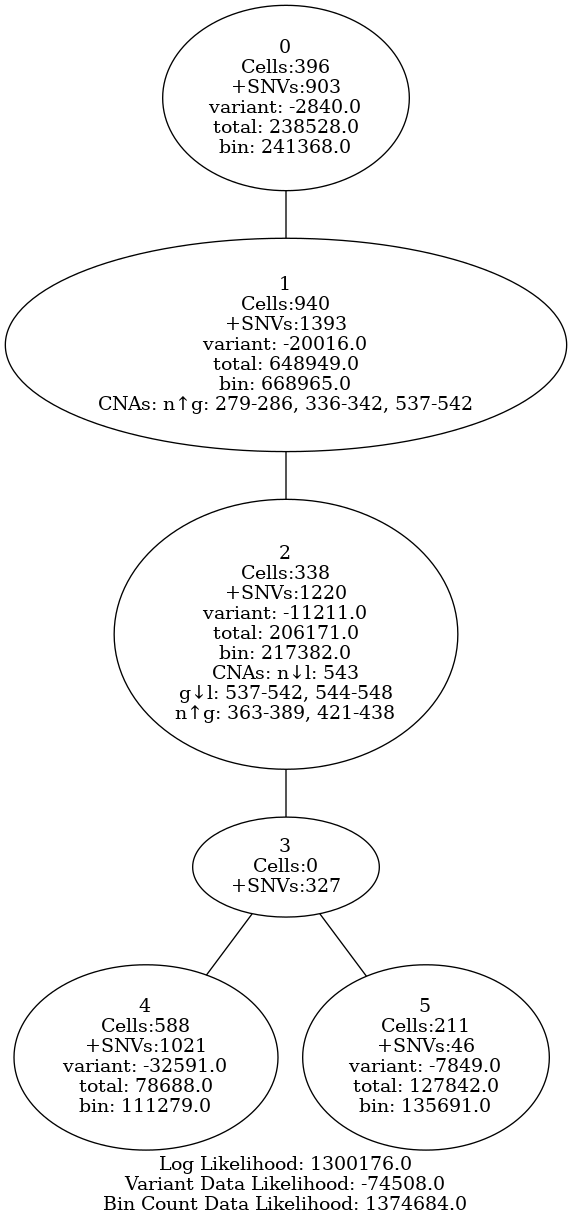 0
Cells:396
+SNVs:903
variant: -2840.0
total: 238528.0
bin: 241368.0
1
Cells:940
+SNVs:1393
variant: -20016.0
total: 648949.0
bin: 668965.0
CNAs: n↑g: 279-286, 336-342, 537-542
2
Cells:338
+SNVs:1220
variant: -11211.0
total: 206171.0
bin: 217382.0
CNAs: n↓l: 543
g↓l: 537-542, 544-548
n↑g: 363-389, 421-438
3
Cells:0
+SNVs:327
4
Cells:588
+SNVs:1021
variant: -32591.0
total: 78688.0
bin: 111279.0
5
Cells:211
+SNVs:46
variant: -7849.0
total: 127842.0
bin: 135691.0
Log Likelihood: 1300176.0
Variant Data Likelihood: -74508.0
Bin Count Data Likelihood: 1374684.0